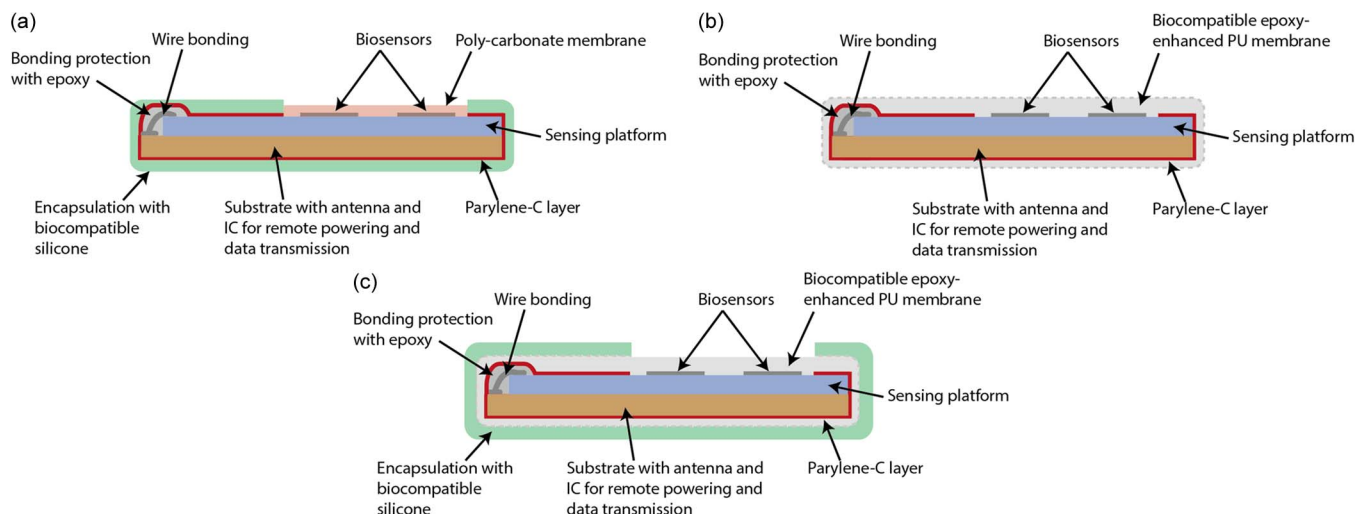 (a)
Wire bonding
Biosensors
Poly-carbonate membrane
Bonding protection
with epoxy
Sensing platform
Encapsulation with
biocompatible
silicone
Substrate with antenna and
IC for remote powering and
data transmission
Parylene-C layer
(b)
Biocompatible epoxy-
enhanced PU membrane
Wire bonding
Biosensors
Bonding protection
with epoxy
Sensing platform
Substrate with antenna and
IC for remote powering and
data transmission
Parylene-C layer
(c)
Biocompatible epoxy-
enhanced PU membrane
Wire bonding
Biosensors
Bonding protection
with epoxy
Sensing platform
Encapsulation with
biocompatible
silicone
Substrate with antenna and
IC for remote powering and
data transmission
Parylene-C layer